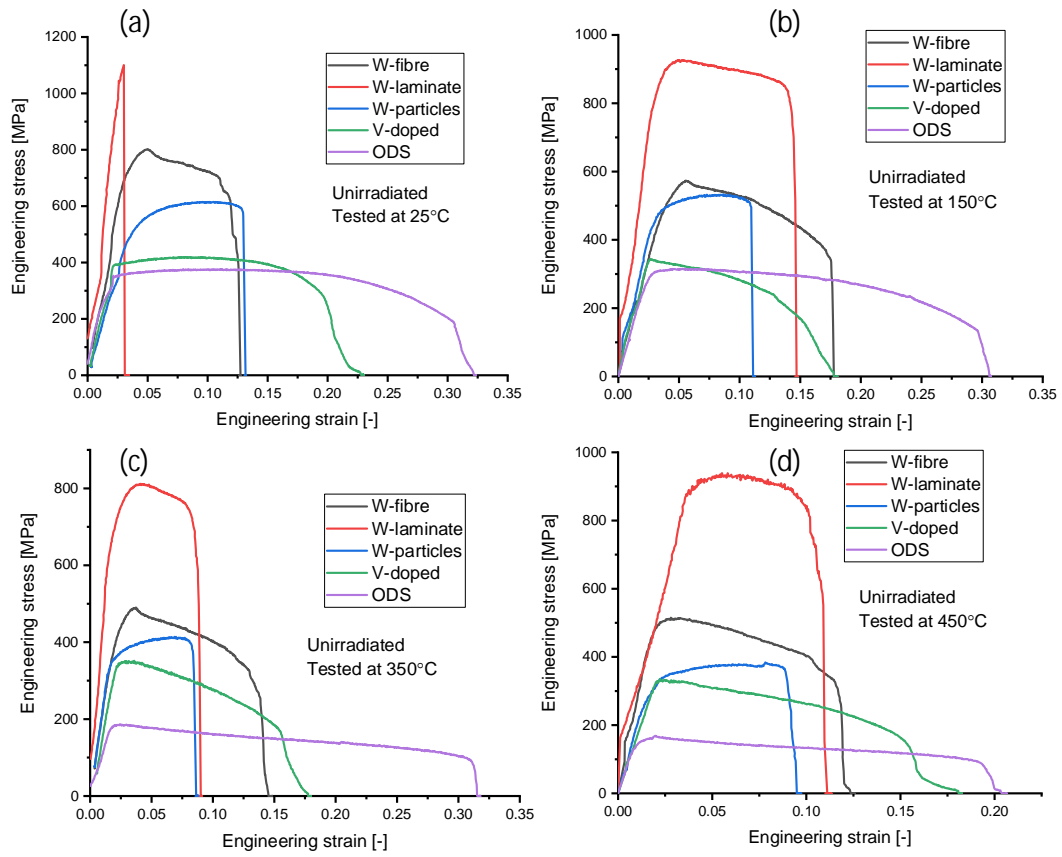 (a)
1200
1000
800
600
400
200
0
0.00 0.05 0.10 0.15 0.20 0.25 0.30 0.35
Engineering stress [MPa]
Engineering strain [-]
W-fibre
W-laminate
W-particles
V-doped
ODS
Unirradiated
Tested at 25°C
(b)
1000
800
600
400
200
0
0.00 0.05 0.10 0.15 0.20 0.25 0.30 0.35
Engineering stress [MPa]
Engineering strain [-]
W-fibre
W-laminate
W-particles
V-doped
ODS
Unirradiated
Tested at 150°C
(c)
800
600
400
200
0
0.00 0.05 0.10 0.15 0.20 0.25 0.30 0.35
Engineering stress [MPa]
Engineering strain [-]
W-fibre
W-laminate
W-particles
V-doped
ODS
Unirradiated
Tested at 350°C
(d)
1000
800
600
400
200
0
0.00 0.05 0.10 0.15 0.20
Engineering stress [MPa]
Engineering strain [-]
W-fibre
W-laminate
W-particles
V-doped
ODS
Unirradiated
Tested at 450°C